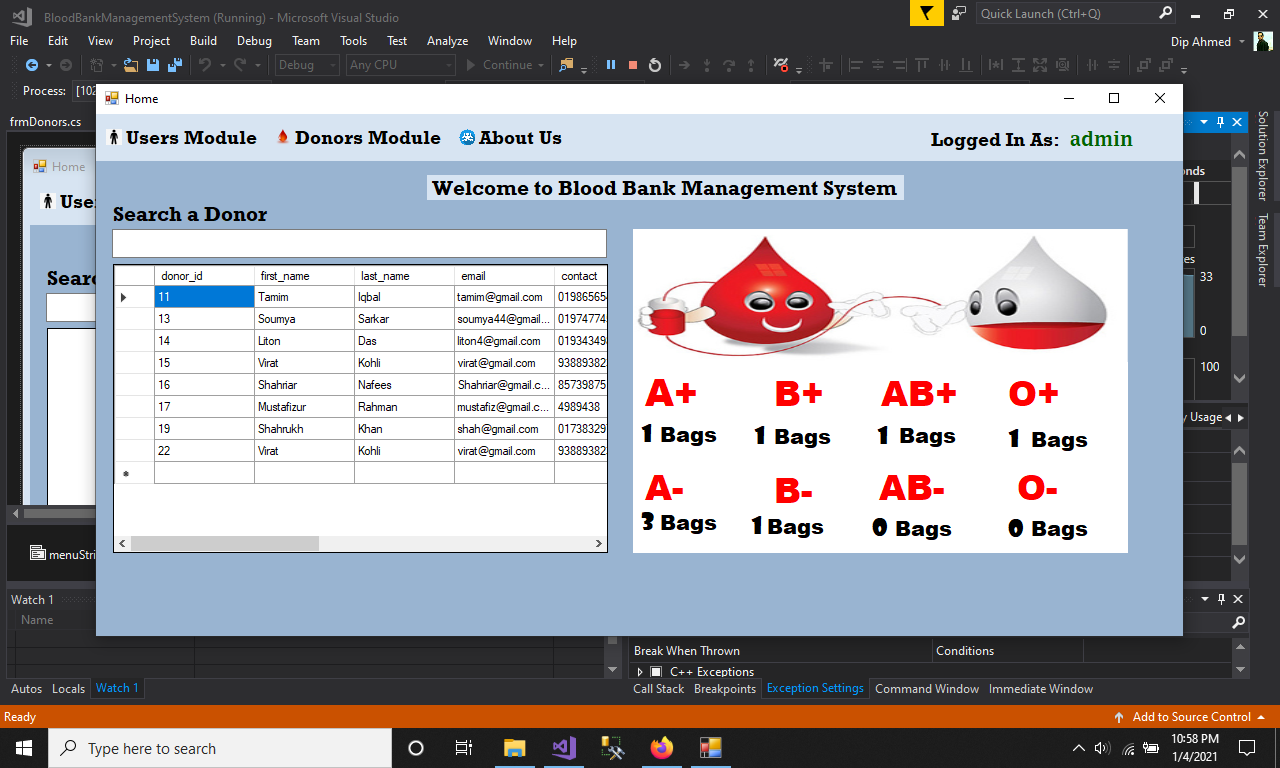 BloodBankManagementSystem (Running) - Microsoft Visual Studio
Quick Launch (Ctrl+Q)
File Edit View Project Build Debug Team Tools Test Analyze Window Help
Dip Ahmed
Debug Any CPU Continue
Process: [102
Home
frmDonors.cs
Users Module Donors Module About Us
Logged In As: admin
Home
Welcome to Blood Bank Management System
Search a Donor
donor_id first_name last_name email contact
11 Tamim Iqbal tamim@gmail.com 01986565
13 Soumya Sarkar soumya44@gmail... 01974774
14 Liton Das liton4@gmail.com 01934349
15 Virat Kohli virat@gmail.com 93889382
16 Shahriar Nafees Shahriar@gmail.c... 85739875
17 Mustafizur Rahman mustafiz@gmail.c... 4989438
19 Shahrukh Khan shah@gmail.com 01738329
22 Virat Kohli virat@gmail.com 93889382
A+ B+ AB+ O+
1 Bags 1 Bags 1 Bags 1 Bags
A- B- AB- O-
3 Bags 1 Bags 0 Bags 0 Bags
Solution Explorer
Team Explorer
onds
es
33
0
100
y Usage
Use
Sear
menuStri
Watch 1
Name
Break When Thrown Conditions
C++ Exceptions
Autos Locals Watch 1
Call Stack Breakpoints Exception Settings Command Window Immediate Window
Ready
Add to Source Control
Type here to search
10:58 PM
1/4/2021